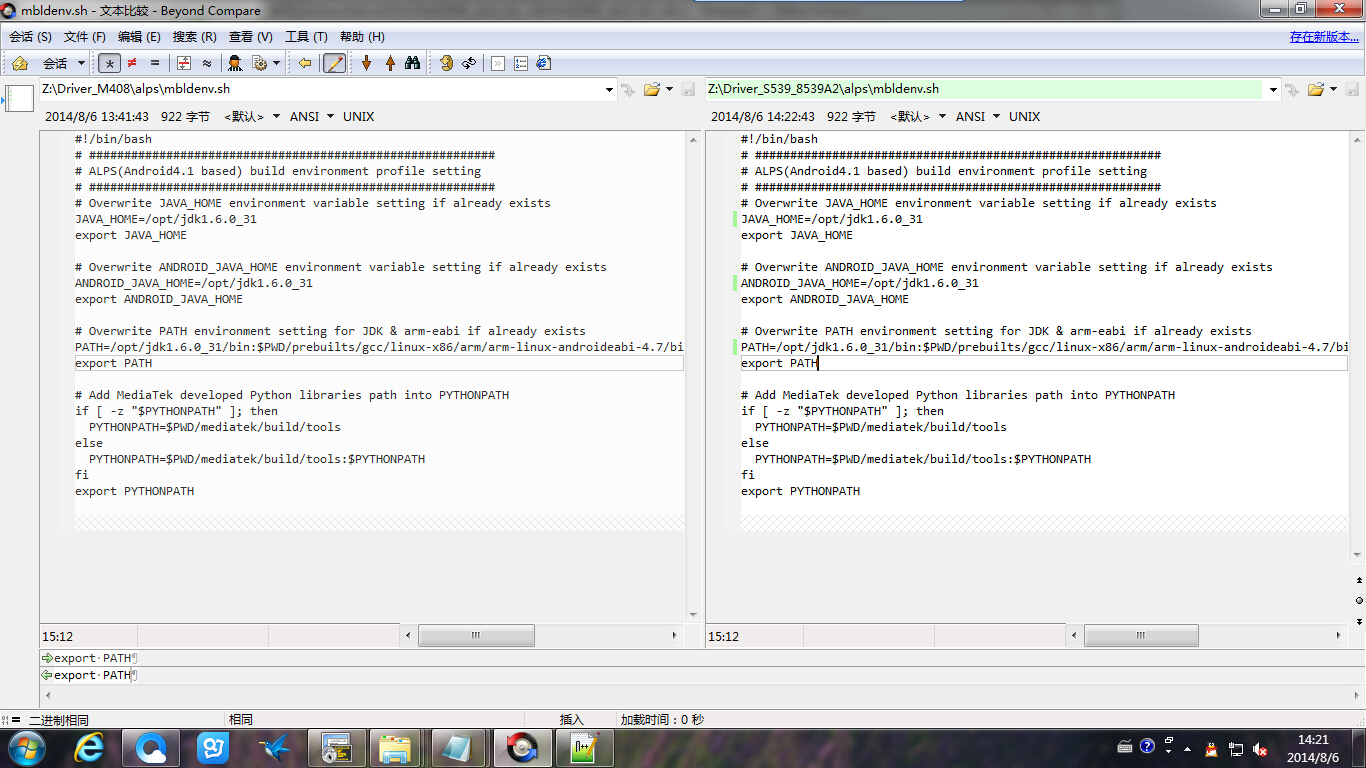 mbldenv.sh - 文本比较 - Beyond Compare
会话 (S) 文件 (F) 编辑 (E) 搜索 (R) 查看 (V) 工具 (T) 帮助 (H) 存在新版本...
会话
Z:\Driver_M408\alps\mbldenv.sh
2014/8/6 13:41:43 922 字节 <默认> ANSI UNIX
#!/bin/bash
# ##########################################################
# ALPS(Android4.1 based) build environment profile setting
# ##########################################################
# Overwrite JAVA_HOME environment variable setting if already exists
JAVA_HOME=/opt/jdk1.6.0_31
export JAVA_HOME
# Overwrite ANDROID_JAVA_HOME environment variable setting if already exists
ANDROID_JAVA_HOME=/opt/jdk1.6.0_31
export ANDROID_JAVA_HOME
# Overwrite PATH environment setting for JDK & arm-eabi if already exists
PATH=/opt/jdk1.6.0_31/bin:$PWD/prebuilts/gcc/linux-x86/arm/arm-linux-androideabi-4.7/bi
export PATH
# Add MediaTek developed Python libraries path into PYTHONPATH
if [ -z "$PYTHONPATH" ]; then
  PYTHONPATH=$PWD/mediatek/build/tools
else
  PYTHONPATH=$PWD/mediatek/build/tools:$PYTHONPATH
fi
export PYTHONPATH
15:12
Z:\Driver_S539_8539A2\alps\mbldenv.sh
2014/8/6 14:22:43 922 字节 <默认> ANSI UNIX
#!/bin/bash
# ##########################################################
# ALPS(Android4.1 based) build environment profile setting
# ##########################################################
# Overwrite JAVA_HOME environment variable setting if already exists
JAVA_HOME=/opt/jdk1.6.0_31
export JAVA_HOME
# Overwrite ANDROID_JAVA_HOME environment variable setting if already exists
ANDROID_JAVA_HOME=/opt/jdk1.6.0_31
export ANDROID_JAVA_HOME
# Overwrite PATH environment setting for JDK & arm-eabi if already exists
PATH=/opt/jdk1.6.0_31/bin:$PWD/prebuilts/gcc/linux-x86/arm/arm-linux-androideabi-4.7/bi
export PATH
# Add MediaTek developed Python libraries path into PYTHONPATH
if [ -z "$PYTHONPATH" ]; then
  PYTHONPATH=$PWD/mediatek/build/tools
else
  PYTHONPATH=$PWD/mediatek/build/tools:$PYTHONPATH
fi
export PYTHONPATH
15:12
export·PATH¶
export·PATH¶
二进制相同 相同 插入 加载时间：0 秒
14:21
2014/8/6